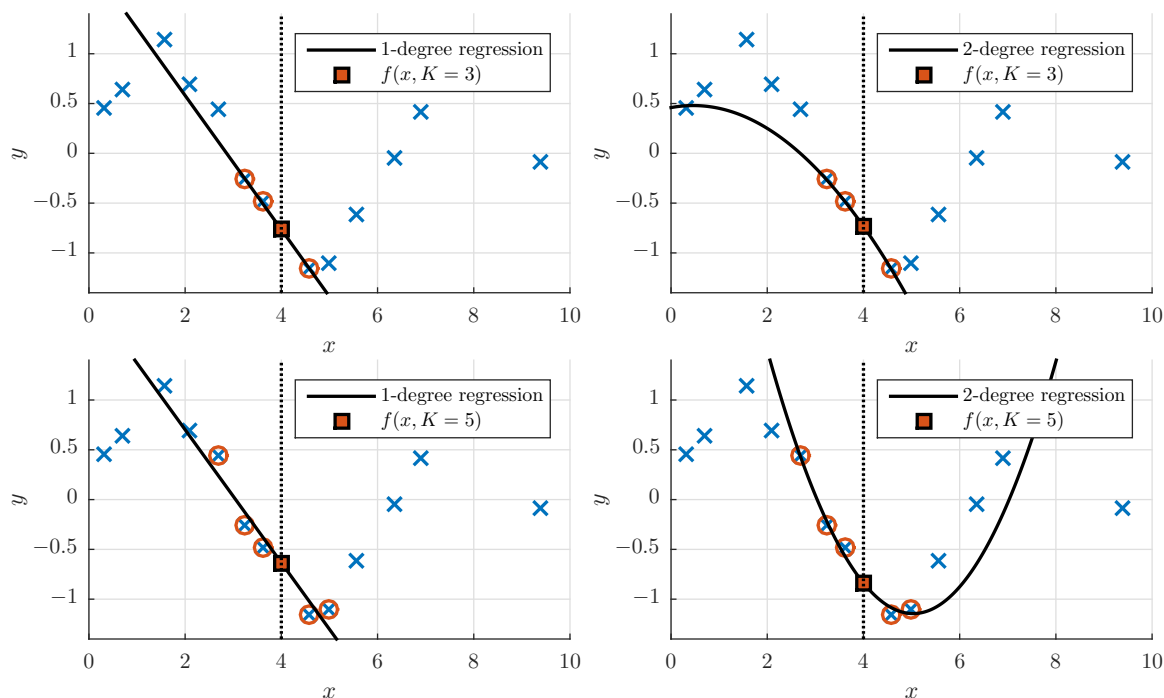 1
0.5
0
−0.5
−1
y
0 2 4 6 8 10
x
1-degree regression
f(x, K = 3)
1
0.5
0
−0.5
−1
y
0 2 4 6 8 10
x
2-degree regression
f(x, K = 3)
1
0.5
0
−0.5
−1
y
0 2 4 6 8 10
x
1-degree regression
f(x, K = 5)
1
0.5
0
−0.5
−1
y
0 2 4 6 8 10
x
2-degree regression
f(x, K = 5)